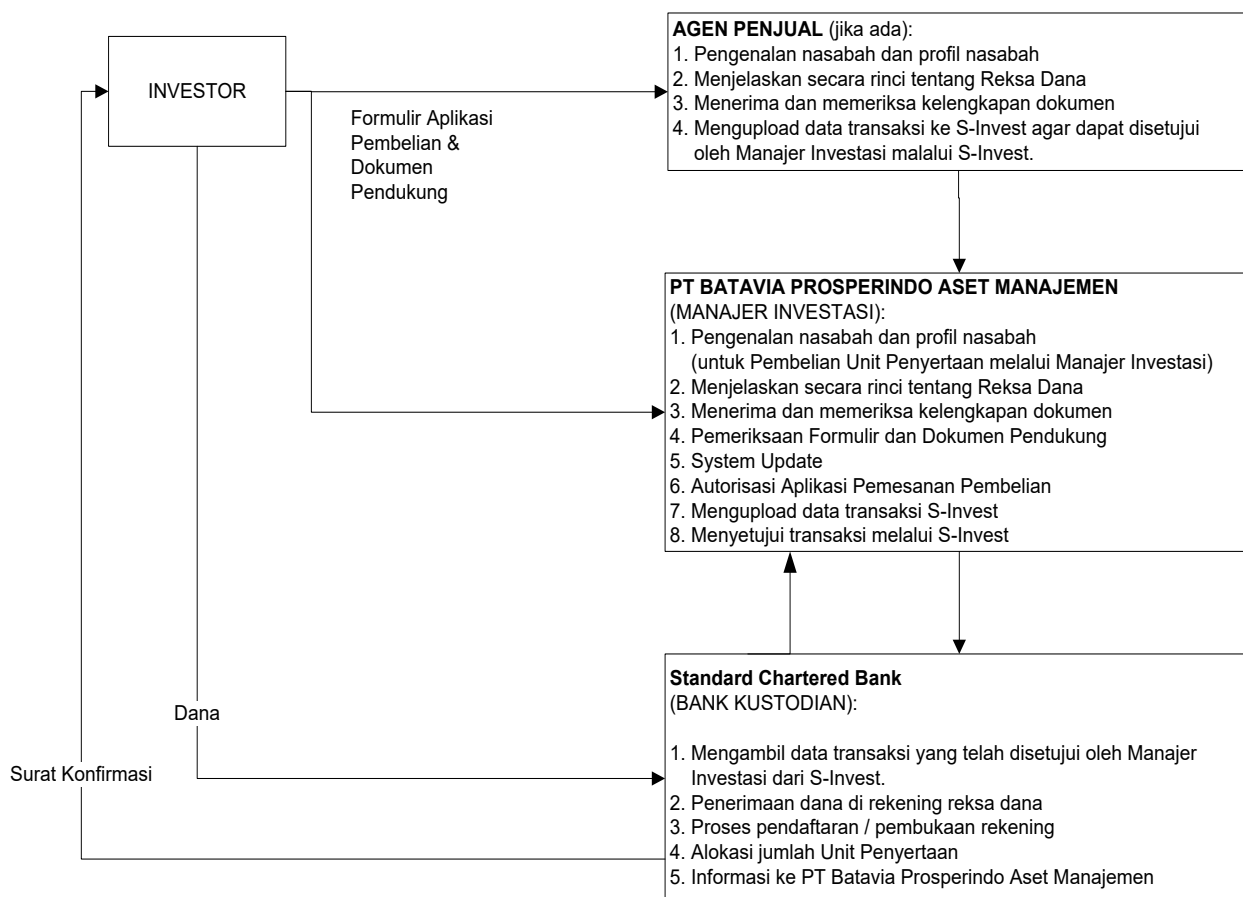 INVESTOR
Formulir Aplikasi
Pembelian &
Dokumen
Pendukung
AGEN PENJUAL (jika ada):
1. Pengenalan nasabah dan profil nasabah
2. Menjelaskan secara rinci tentang Reksa Dana
3. Menerima dan memeriksa kelengkapan dokumen
4. Mengupload data transaksi ke S-Invest agar dapat disetujui
oleh Manajer Investasi malalui S-Invest.
PT BATAVIA PROSPERINDO ASET MANAJEMEN
(MANAJER INVESTASI):
1. Pengenalan nasabah dan profil nasabah
(untuk Pembelian Unit Penyertaan melalui Manajer Investasi)
2. Menjelaskan secara rinci tentang Reksa Dana
3. Menerima dan memeriksa kelengkapan dokumen
4. Pemeriksaan Formulir dan Dokumen Pendukung
5. System Update
6. Autorisasi Aplikasi Pemesanan Pembelian
7. Mengupload data transaksi S-Invest
8. Menyetujui transaksi melalui S-Invest
Dana
Surat Konfirmasi
Standard Chartered Bank
(BANK KUSTODIAN):
1. Mengambil data transaksi yang telah disetujui oleh Manajer
Investasi dari S-Invest.
2. Penerimaan dana di rekening reksa dana
3. Proses pendaftaran / pembukaan rekening
4. Alokasi jumlah Unit Penyertaan
5. Informasi ke PT Batavia Prosperindo Aset Manajemen